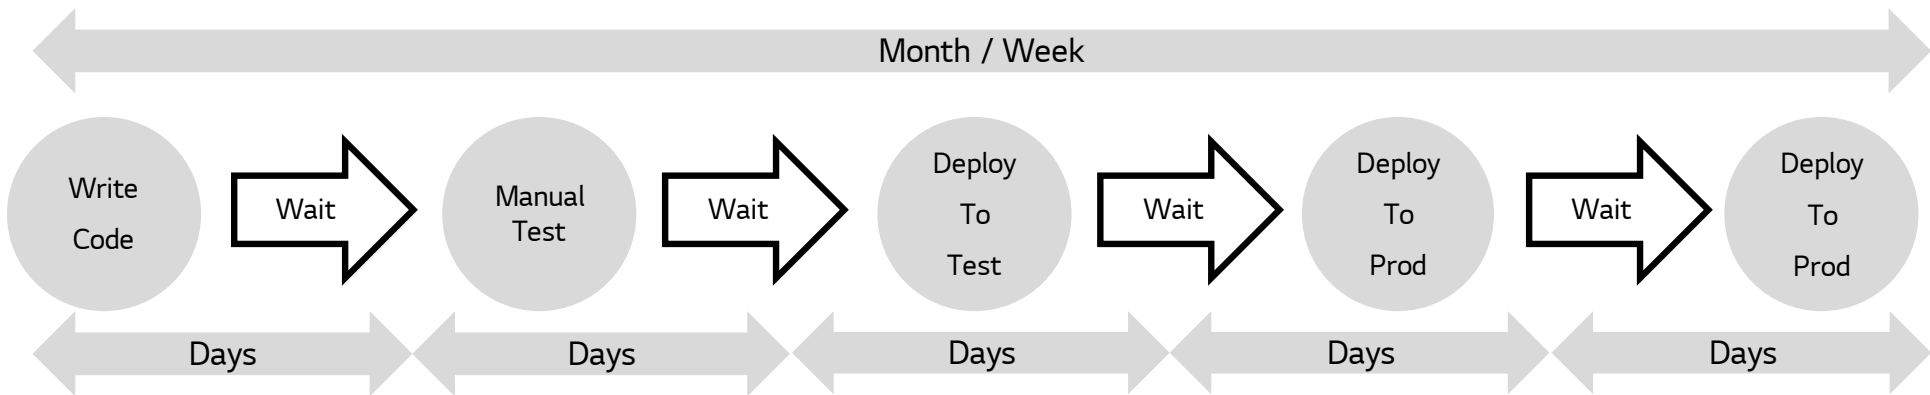 Month / Week
Write
Code
Wait
Manual
Test
Wait
Deploy
To
Test
Wait
Deploy
To
Prod
Wait
Deploy
To
Prod
Days
Days
Days
Days
Days